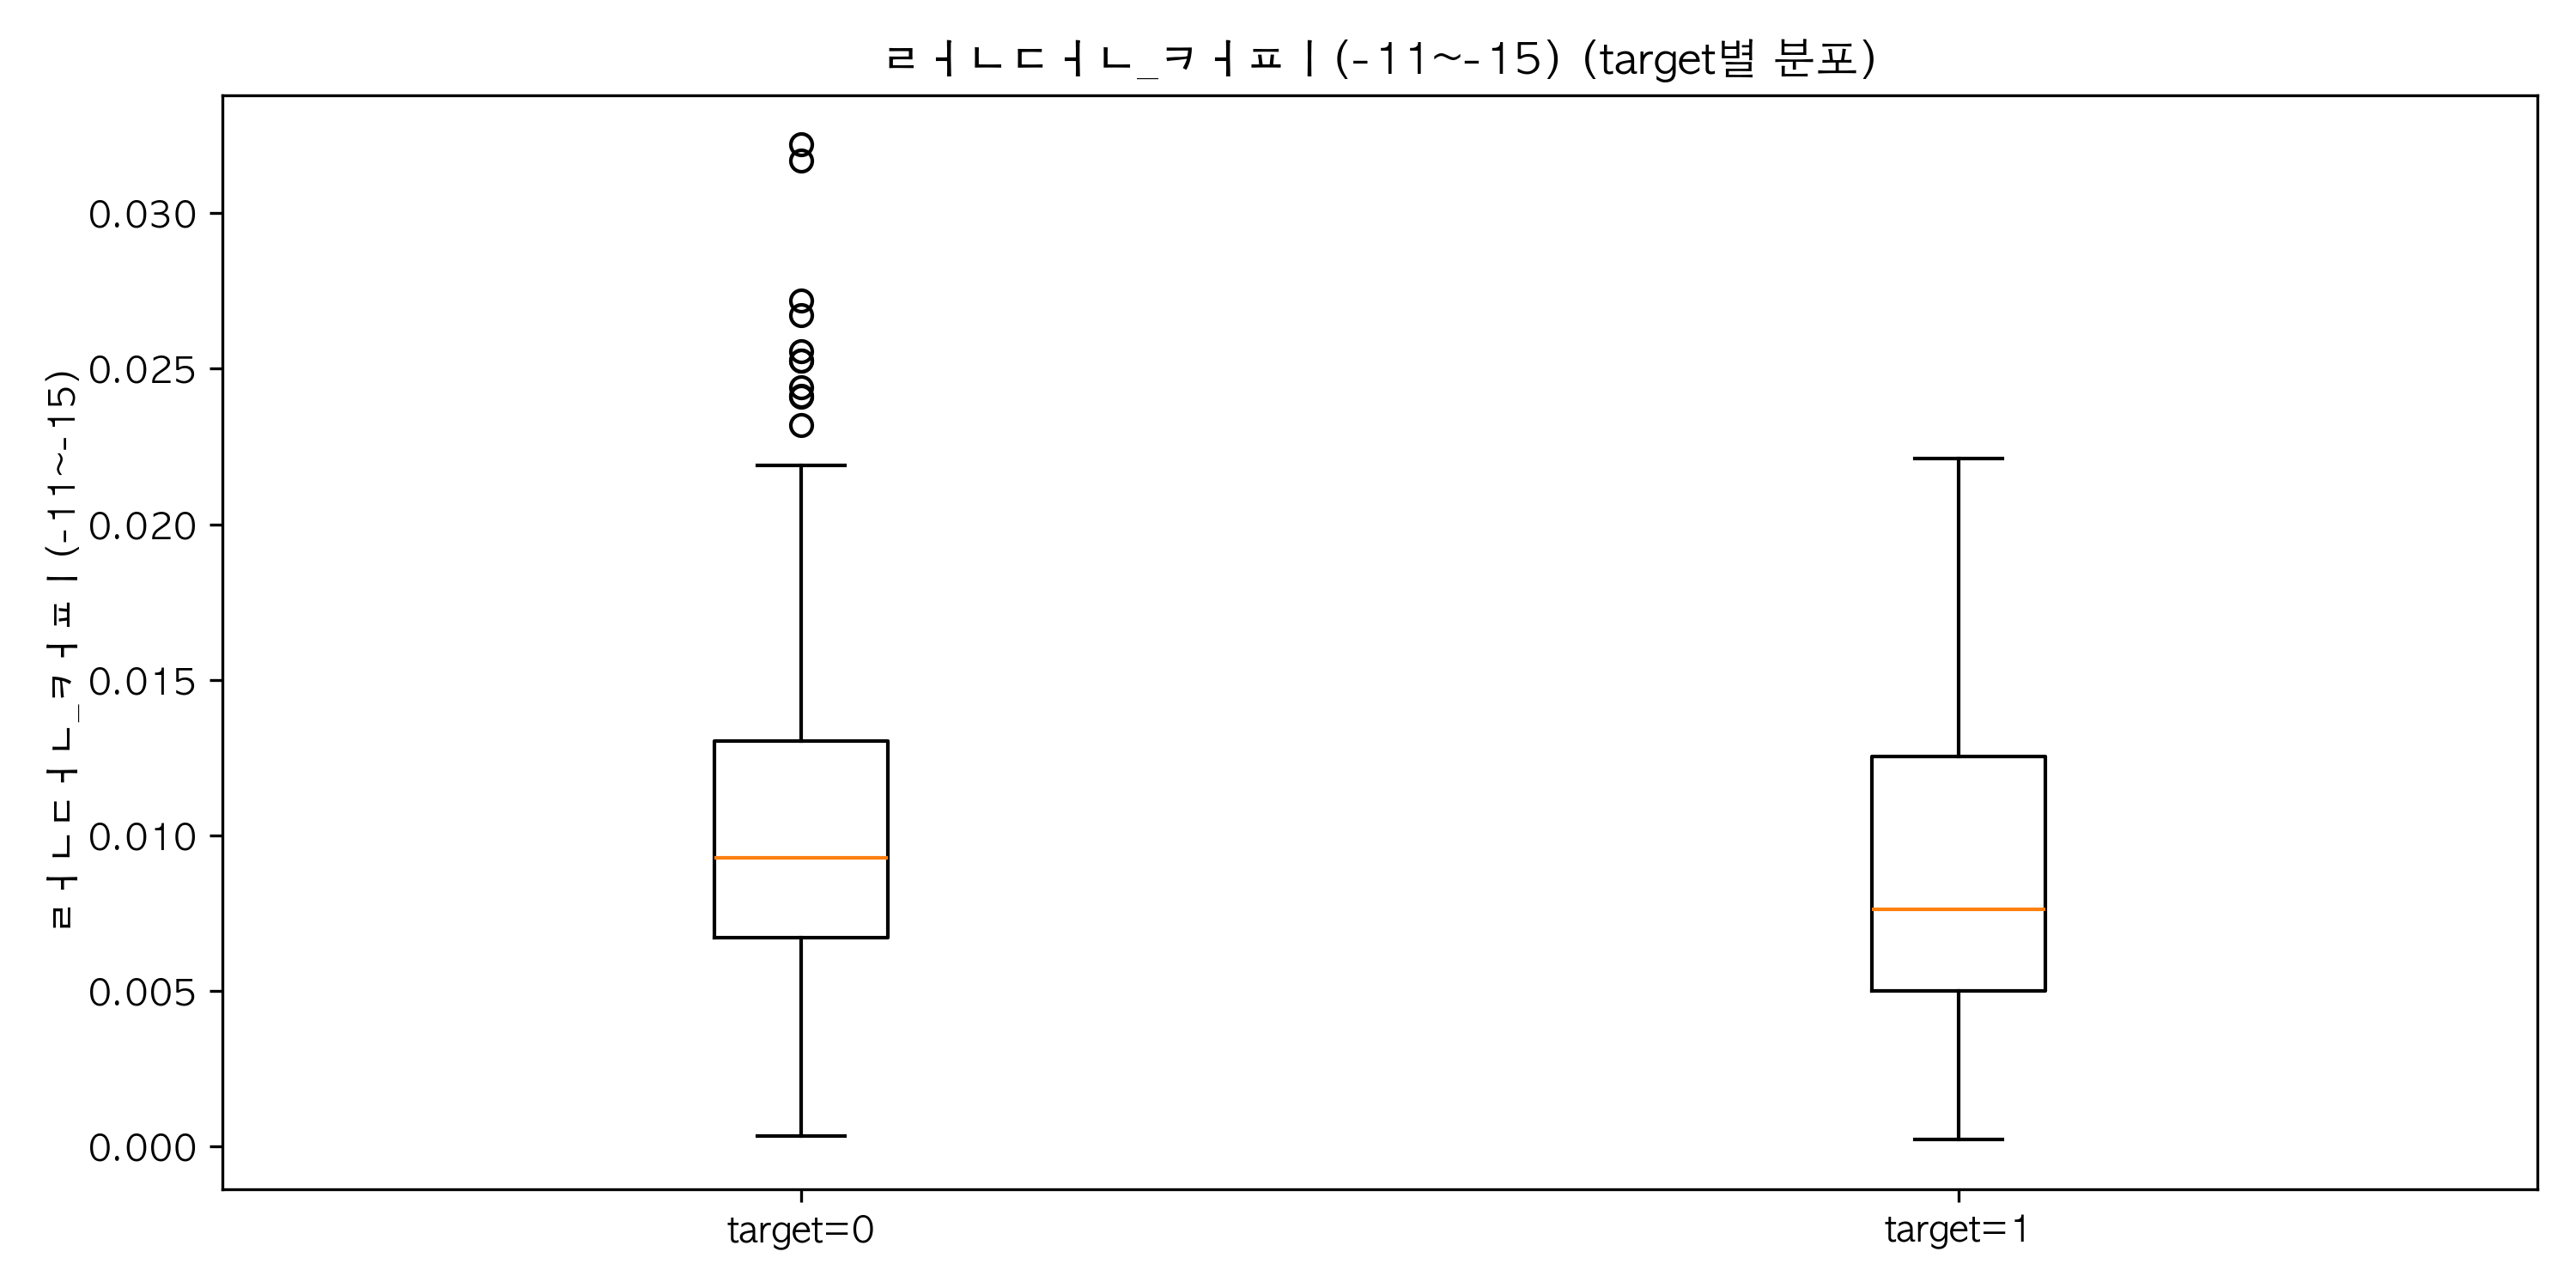 ㄹㅓㄴㄷㅓㄴ_ㅋㅓㅍㅣ(-11~-15) (target별 분포)
ㄹㅓㄴㄷㅓㄴ_ㅋㅓㅍㅣ(-11~-15)
0.030
0.025
0.020
0.015
0.010
0.005
0.000
target=0
target=1